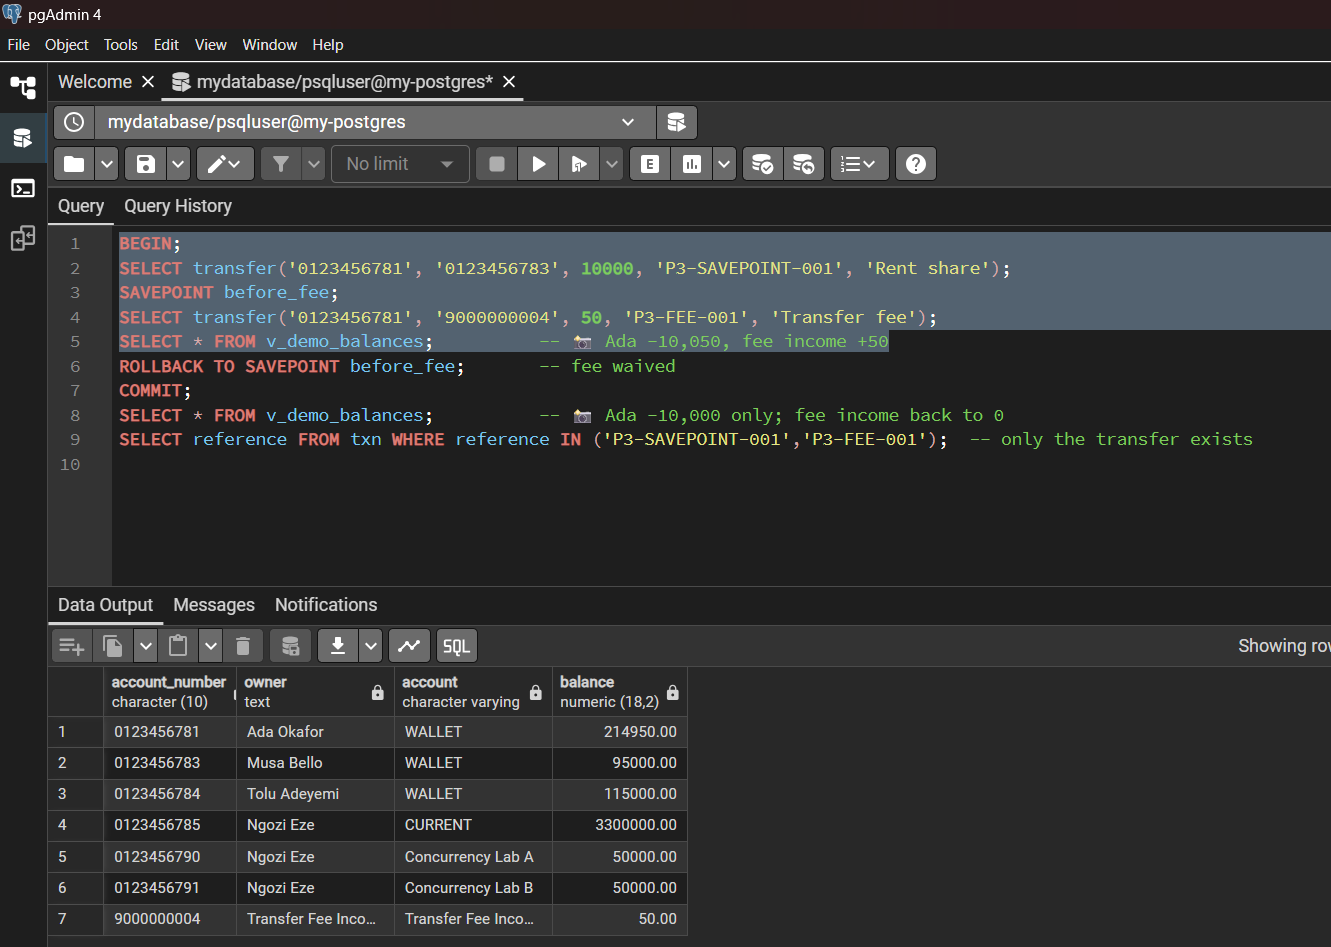 pgAdmin 4
File Object Tools Edit View Window Help
Welcome mydatabase/psqluser@my-postgres*
mydatabase/psqluser@my-postgres
No limit
E
Query Query History
1 BEGIN;
2 SELECT transfer('0123456781', '0123456783', 10000, 'P3-SAVEPOINT-001', 'Rent share');
3 SAVEPOINT before_fee;
4 SELECT transfer('0123456781', '9000000004', 50, 'P3-FEE-001', 'Transfer fee');
5 SELECT * FROM v_demo_balances; -- 📸 Ada −10,050, fee income +50
6 ROLLBACK TO SAVEPOINT before_fee; -- fee waived
7 COMMIT;
8 SELECT * FROM v_demo_balances; -- 📸 Ada −10,000 only; fee income back to 0
9 SELECT reference FROM txn WHERE reference IN ('P3-SAVEPOINT-001','P3-FEE-001'); -- only the transfer exists
10
Data Output Messages Notifications
SQL Showing
account_number owner account balance
character (10) text character varying numeric (18,2)
1 0123456781 Ada Okafor WALLET 214950.00
2 0123456783 Musa Bello WALLET 95000.00
3 0123456784 Tolu Adeyemi WALLET 115000.00
4 0123456785 Ngozi Eze CURRENT 3300000.00
5 0123456790 Ngozi Eze Concurrency Lab A 50000.00
6 0123456791 Ngozi Eze Concurrency Lab B 50000.00
7 9000000004 Transfer Fee Inco... Transfer Fee Inco... 50.00